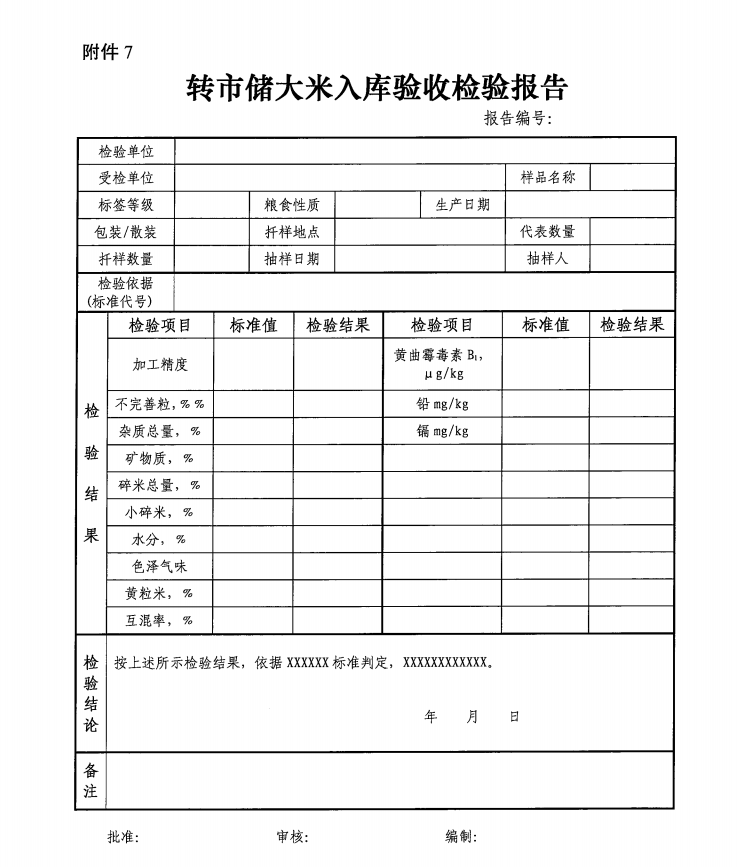 附件 7
转市储大米入库验收检验报告
报告编号:
检验单位
受检单位 样品名称
标签等级 粮食性质 生产日期
包装/散装 扦样地点 代表数量
扦样数量 抽样日期 抽样人
检验依据
(标准代号)
检验结果
检验项目 标准值 检验结果 检验项目 标准值 检验结果
加工精度 黄曲霉毒素 B₁,
μg/kg
不完善粒,%% 铅 mg/kg
杂质总量, % 镉 mg/kg
矿物质, %
碎米总量, %
小碎米, %
水分, %
色泽气味
黄粒米, %
互混率, %
检验结论
按上述所示检验结果, 依据 XXXXXX 标准判定, XXXXXXXXXXXX。
年 月 日
备注
批准: 审核: 编制: